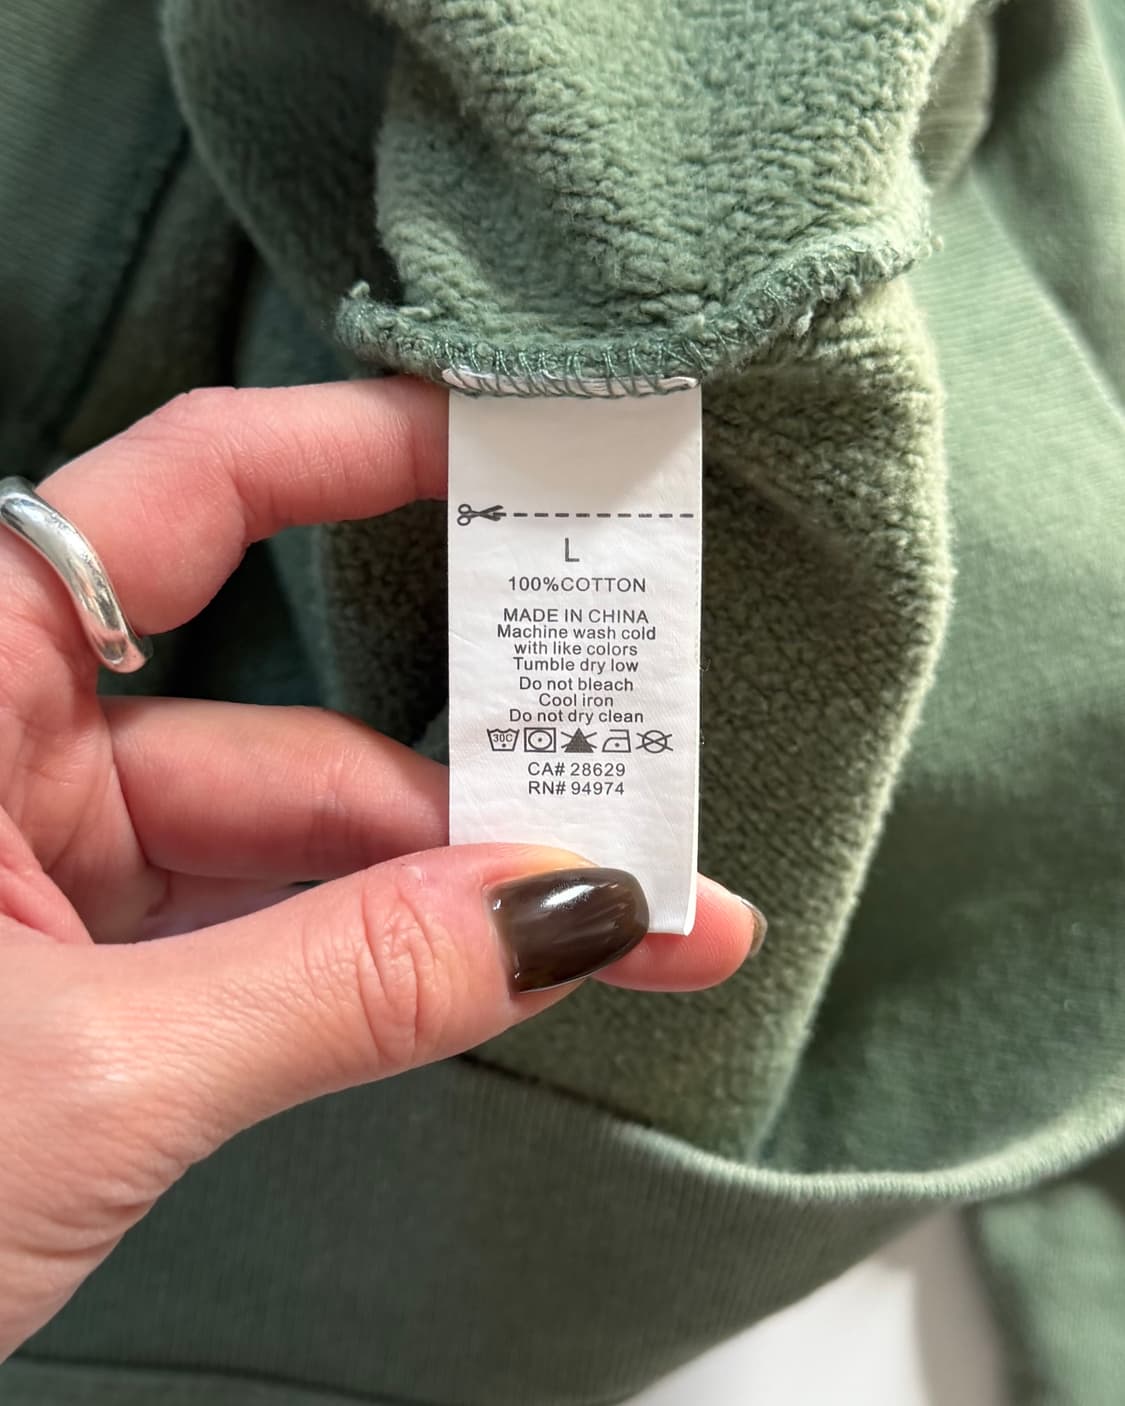 L
100%COTTON
MADE IN CHINA
Machine wash cold
with like colors
Tumble dry low
Do not bleach
Cool iron
Do not dry clean
30C
CA# 28629
RN# 94974